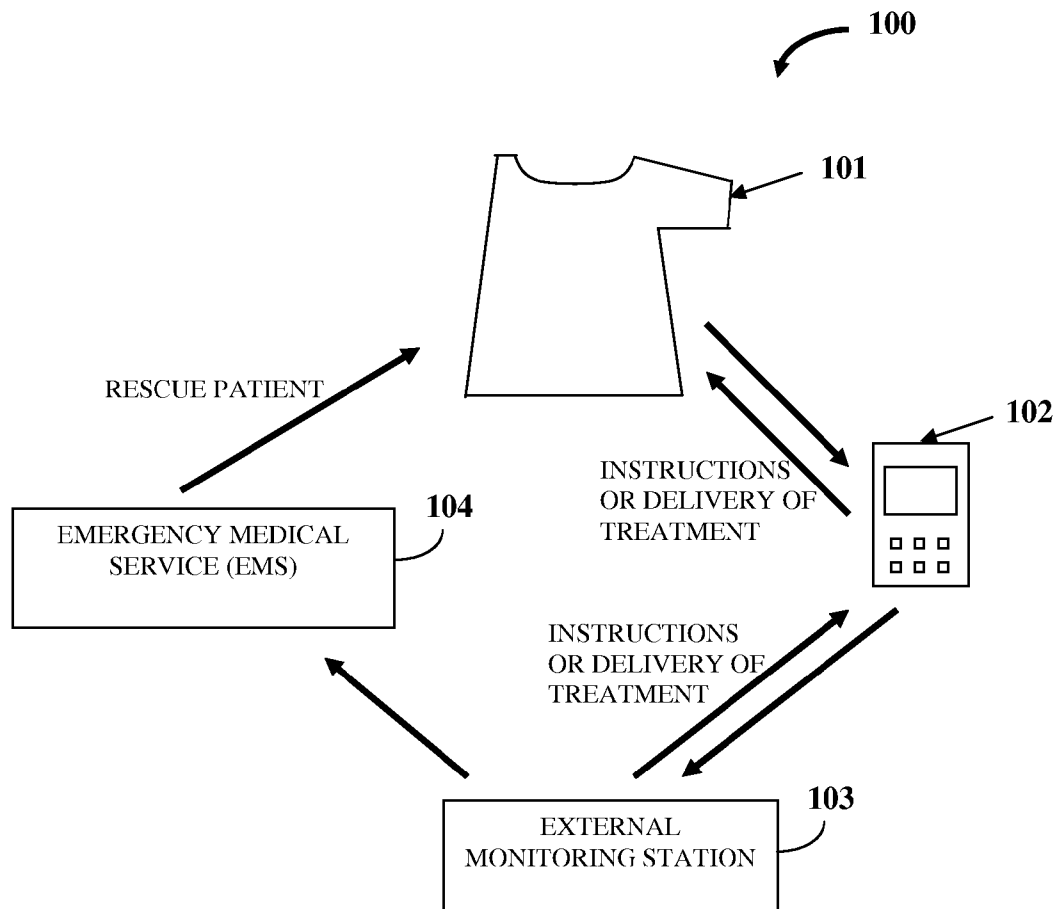 100
101
RESCUE PATIENT
102
INSTRUCTIONS
OR DELIVERY OF
TREATMENT
104
EMERGENCY MEDICAL
SERVICE (EMS)
INSTRUCTIONS
OR DELIVERY OF
TREATMENT
103
EXTERNAL
MONITORING STATION